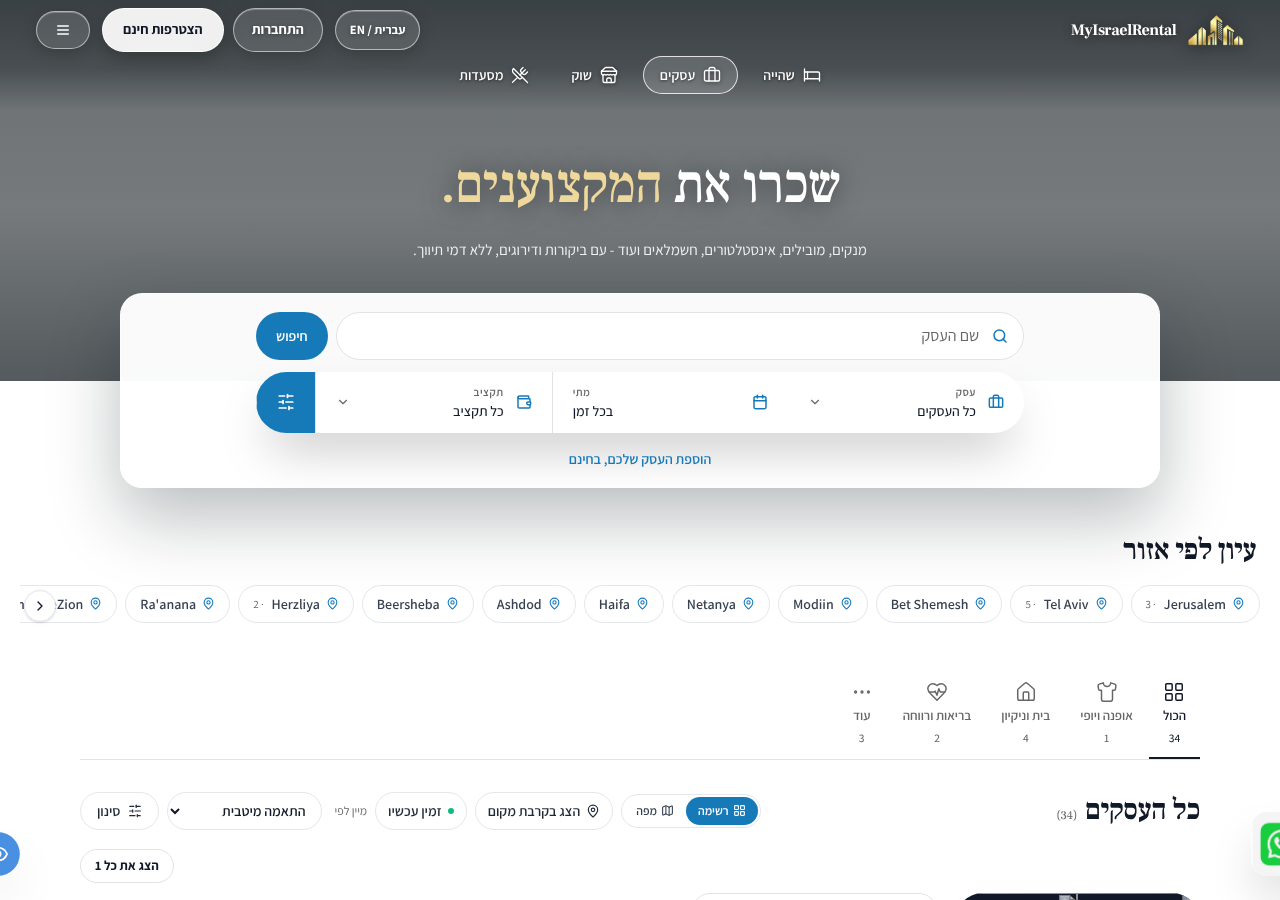 MyIsraelRental
עברית / EN
התחברות
הצטרפות חינם
שהייה
עסקים
שוק
מסעדות
שכרו את המקצוענים.
מנקים, מובילים, אינסטלטורים, חשמלאים ועוד - עם ביקורות ודירוגים, ללא דמי תיווך.
שם העסק
חיפוש
עסק
כל העסקים
מתי
בכל זמן
תקציב
כל תקציב
הוספת העסק שלכם, בחינם
עיון לפי אזור
Jerusalem · 3
Tel Aviv · 5
Bet Shemesh
Modiin
Netanya
Haifa
Ashdod
Beersheba
Herzliya · 2
Ra'anana
Zion
הכול
34
אופנה ויופי
1
בית וניקיון
4
בריאות ורווחה
2
עוד
3
כל העסקים (34)
רשימה
מפה
הצג בקרבת מקום
זמין עכשיו
מיין לפי
התאמה מיטבית
סינון
הצג את כל 1